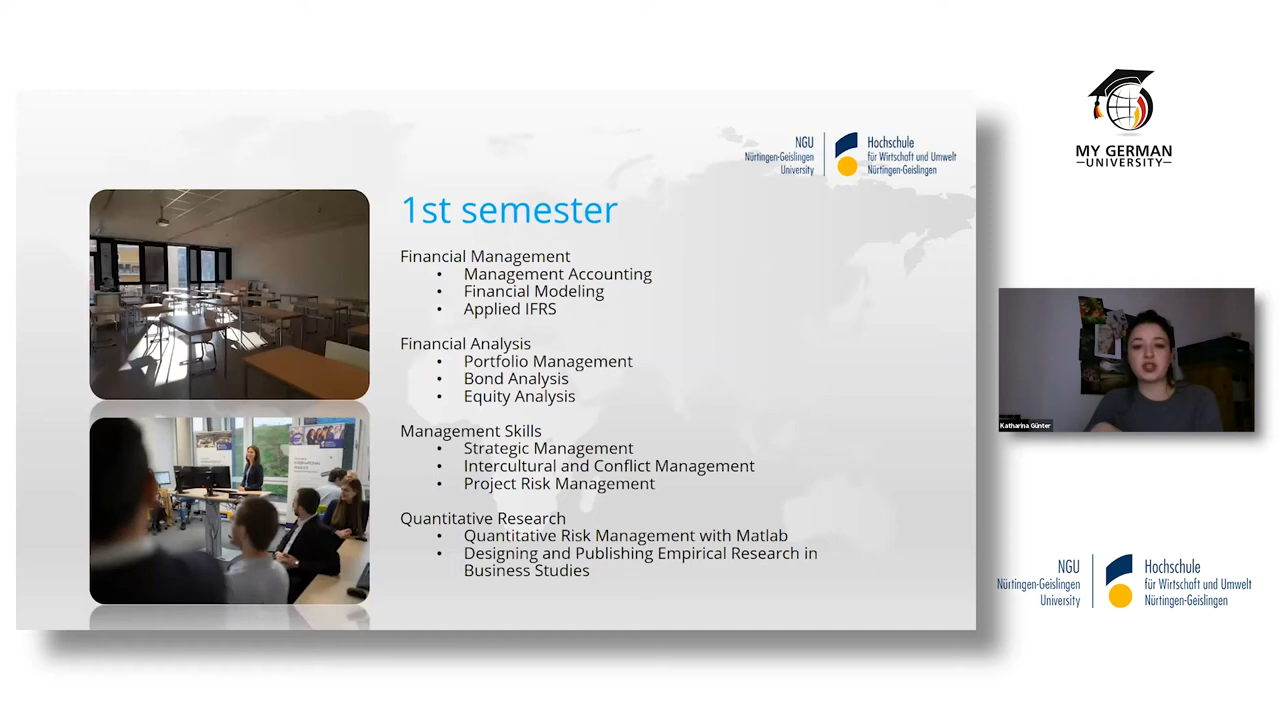 NGU
Nürtingen-Geislingen
University
Hochschule
für Wirtschaft und Umwelt
Nürtingen-Geislingen
1st semester
Financial Management
• Management Accounting
• Financial Modeling
• Applied IFRS
Financial Analysis
• Portfolio Management
• Bond Analysis
• Equity Analysis
Management Skills
• Strategic Management
• Intercultural and Conflict Management
• Project Risk Management
Quantitative Research
• Quantitative Risk Management with Matlab
• Designing and Publishing Empirical Research in
Business Studies
MY GERMAN
UNIVERSITY
Katharina Günter
NGU
Nürtingen-Geislingen
University
Hochschule
für Wirtschaft und Umwelt
Nürtingen-Geislingen